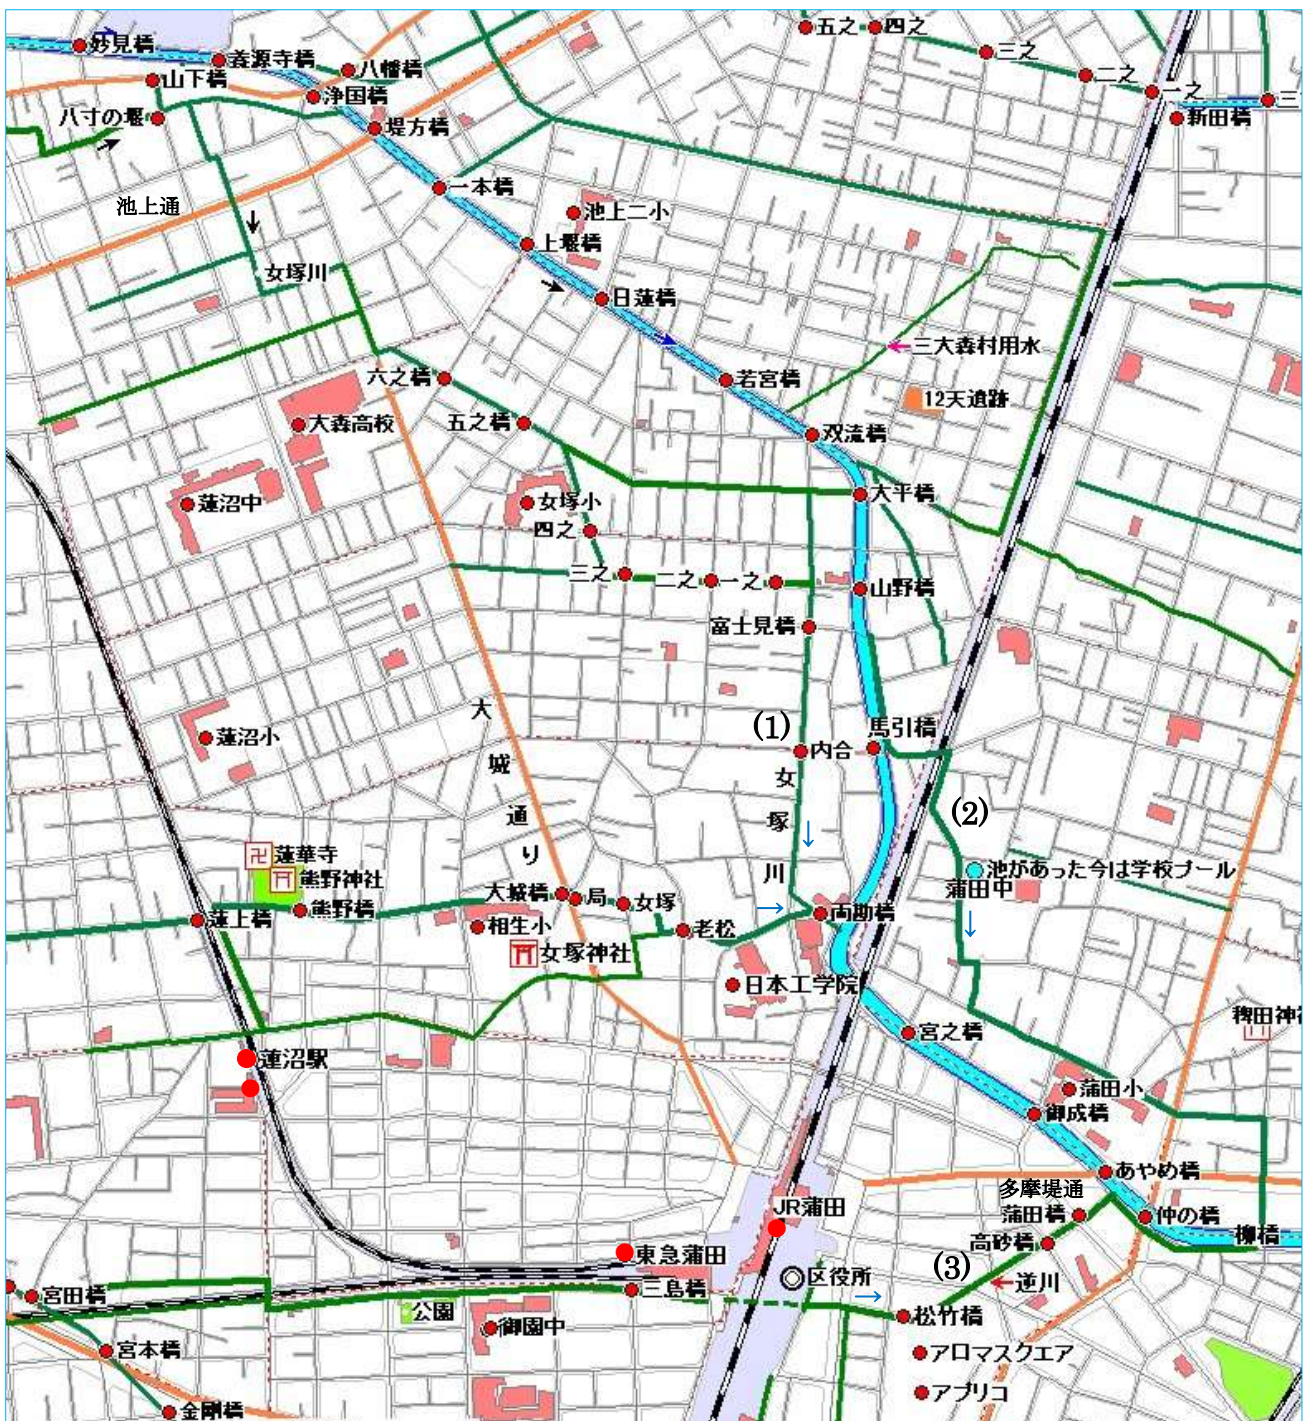 五之
四之
三之
二之
一之
三
新田橋
妙見橋
養源寺橋
八幡橋
山下橋
浄国橋
八寸の堰
堤方橋
一本橋
池上通
池上二小
上堰橋
女塚川
日蓮橋
三大森村用水
若宮橋
六之橋
12天遺跡
大森高校
五之橋
双流橋
大平橋
蓮沼中
女塚小
四之
三之
二之
一之
山野橋
富士見橋
大城通り
蓮沼小
(1)
内合
馬引橋
女塚川
(2)
池があった今は学校プール
蒲田中
蓮華寺
熊野神社
熊野橋
蓮上橋
大城橋
局
女塚
相生小
老松
両勘橋
女塚神社
日本工学院
宮之橋
稗田神社
蓮沼駅
蒲田小
御成橋
あやめ橋
多摩堤通
蒲田橋
仲の橋
柳橋
高砂橋
JR蒲田
東急蒲田
区役所
(3)
逆川
三島橋
松竹橋
宮田橋
公園
御園中
宮本橋
アロマスクエア
アプリコ
金剛橋